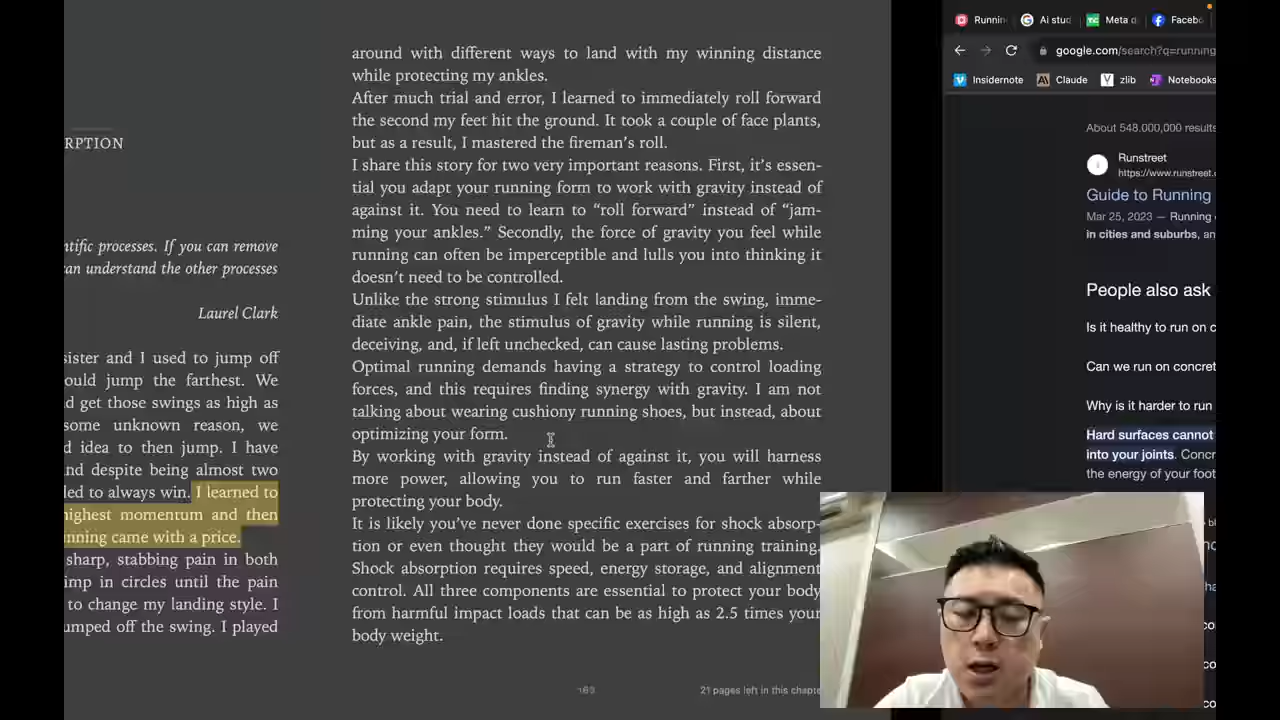 RPTION
ntific processes. If you can remove
can understand the other processes
Laurel Clark
sister and I used to jump off
ould jump the farthest. We
d get those swings as high as
some unknown reason, we
d idea to then jump. I have
nd despite being almost two
led to always win. I learned to
highest momentum and then
inning came with a price.
sharp, stabbing pain in both
imp in circles until the pain
to change my landing style. I
umped off the swing. I played
around with different ways to land with my winning distance
while protecting my ankles.
After much trial and error, I learned to immediately roll forward
the second my feet hit the ground. It took a couple of face plants,
but as a result, I mastered the fireman’s roll.
I share this story for two very important reasons. First, it’s essen-
tial you adapt your running form to work with gravity instead of
against it. You need to learn to “roll forward” instead of “jam-
ming your ankles.” Secondly, the force of gravity you feel while
running can often be imperceptible and lulls you into thinking it
doesn’t need to be controlled.
Unlike the strong stimulus I felt landing from the swing, imme-
diate ankle pain, the stimulus of gravity while running is silent,
deceiving, and, if left unchecked, can cause lasting problems.
Optimal running demands having a strategy to control loading
forces, and this requires finding synergy with gravity. I am not
talking about wearing cushiony running shoes, but instead, about
optimizing your form.
By working with gravity instead of against it, you will harness
more power, allowing you to run faster and farther while
protecting your body.
It is likely you’ve never done specific exercises for shock absorp-
tion or even thought they would be a part of running training.
Shock absorption requires speed, energy storage, and alignment
control. All three components are essential to protect your body
from harmful impact loads that can be as high as 2.5 times your
body weight.
21 pages left in this chapte
Runnin Ai stud Meta d Facebo
google.com/search?q=running
Insidernote Claude zlib Notebooks
About 548,000,000 results
Runstreet
https://www.runstreet.c
Guide to Running
Mar 25, 2023 — Running
in cities and suburbs, an
People also ask
Is it healthy to run on c
Can we run on concret
Why is it harder to run
Hard surfaces cannot
into your joints. Conc
the energy of your foot